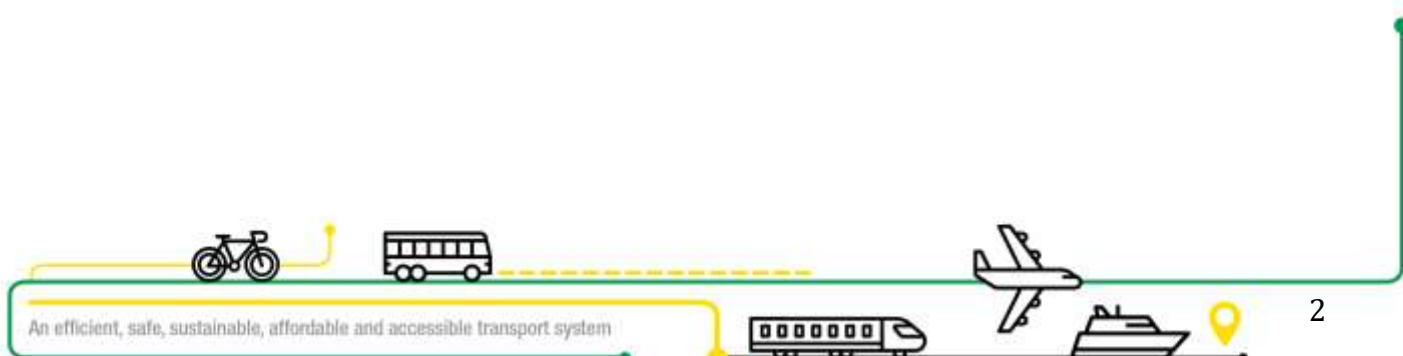 2
An efficient, safe, sustainable, affordable and accessible transport system